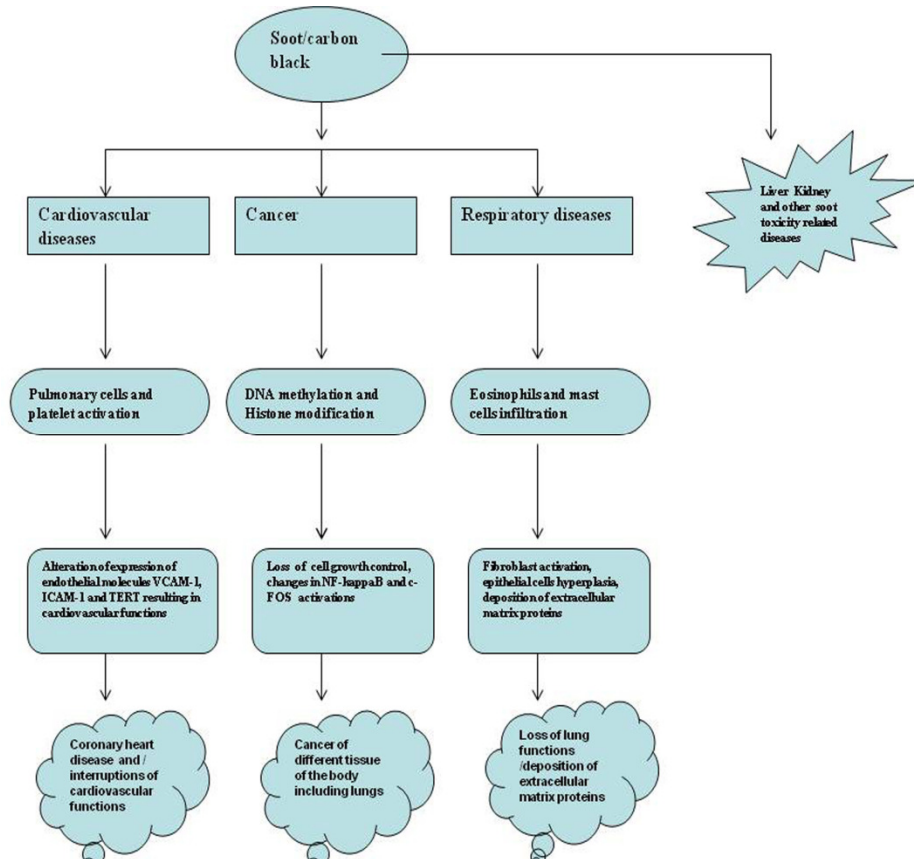 Soot/carbon
black
Liver Kidney
and other soot
toxicity related
diseases
Cardiovascular
diseases
Cancer
Respiratory diseases
Pulmonary cells and
platelet activation
DNA methylation and
Histone modification
Eosinophils and mast
cells infiltration
Alteration of expression of
endothelial molecules VCAM-1,
ICAM-1 and TERT resulting in
cardiovascular functions
Loss of cell growth control,
changes in NF-kappaB and c-
FOS activations
Fibroblast activation,
epithelial cells hyperplasia,
deposition of extracellular
matrix proteins
Coronary heart
disease and /
interruptions of
cardiovascular
functions
Cancer of
different tissue
of the body
including lungs
Loss of lung
functions
/deposition of
extracellular
matrix proteins